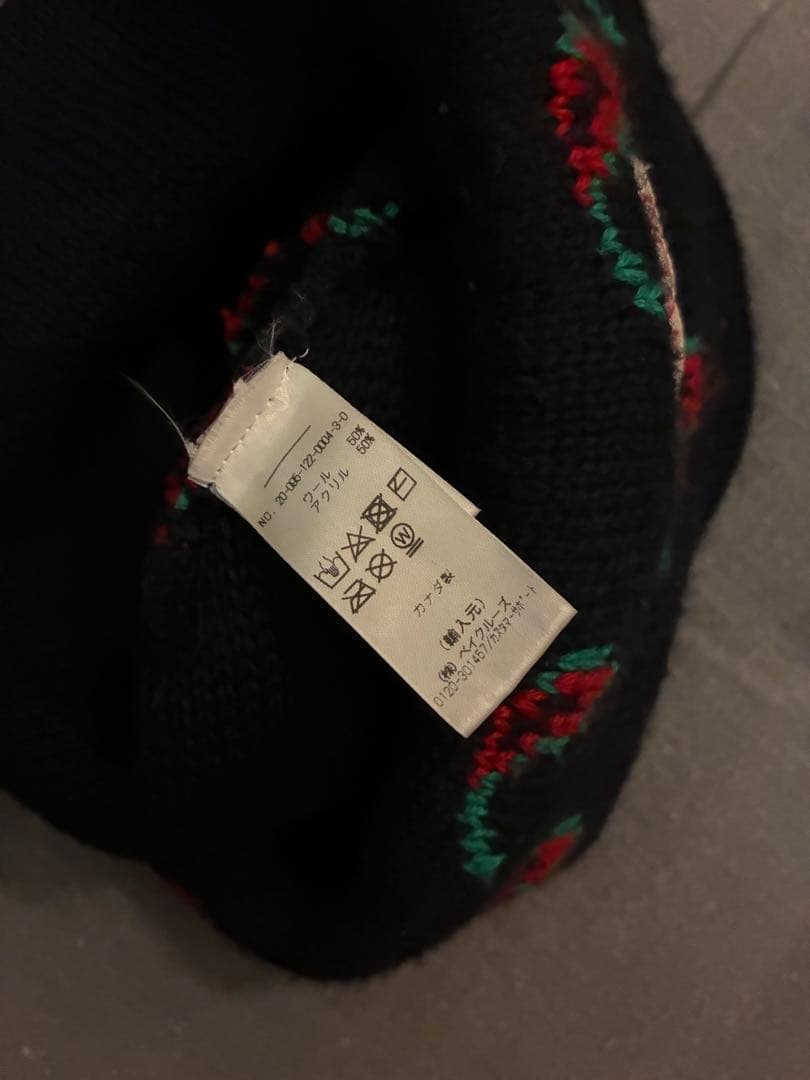 NO. 20-095-122-0004-3-0
ウール 50%
アクリル 50%
カナダ製
(輸入元)
(株) ベイクルーズ
0120-301457/カスタマーサポート